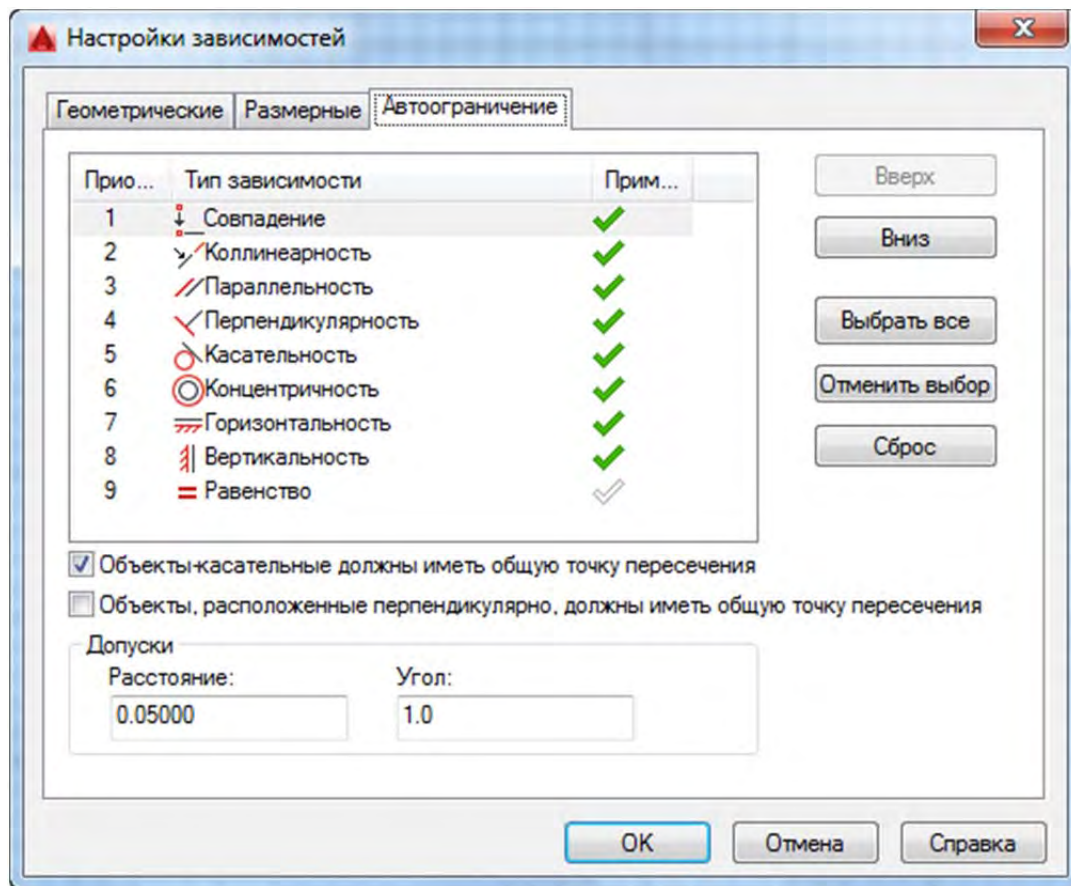 Настройки зависимостей
Геометрические Размерные Автоограничение
Прио... Тип зависимости Прим...
1 Совпадение
2 Коллинеарность
3 Параллельность
4 Перпендикулярность
5 Касательность
6 Концентричность
7 Горизонтальность
8 Вертикальность
9 Равенство
Вверх
Вниз
Выбрать все
Отменить выбор
Сброс
Объекты-касательные должны иметь общую точку пересечения
Объекты, расположенные перпендикулярно, должны иметь общую точку пересечения
Допуски
Расстояние: Угол:
0.05000 1.0
OK Отмена Справка